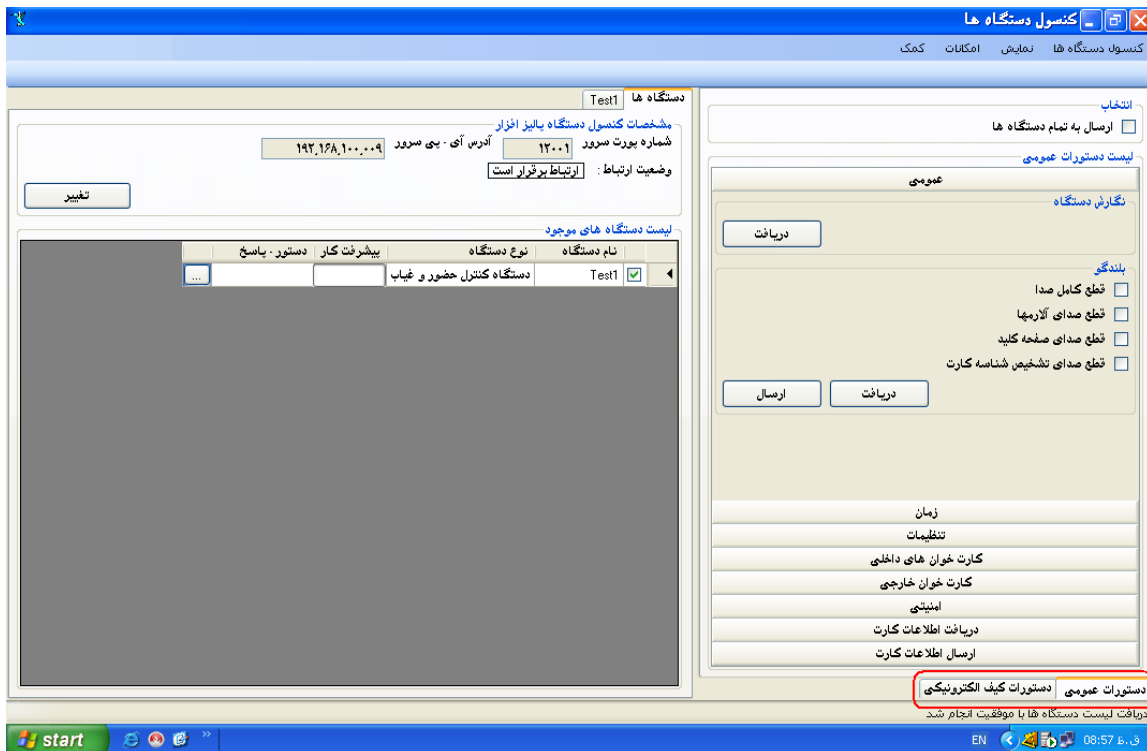 کنسول دستگاه ها
کنسول دستگاه ها نمایش امکانات کمک
انتخاب
ارسال به تمام دستگاه ها
لیست دستورات عمومی
عمومی
نگارش دستگاه
دریافت
بلندگو
قطع کامل صدا
قطع صدای آلارمها
قطع صدای صفحه کلید
قطع صدای تشخیص شناسه کارت
دریافت ارسال
زمان
تنظیمات
کارت خوان های داخلی
کارت خوان خارجی
امنیتی
دریافت اطلاعات کارت
ارسال اطلاعات کارت
دستورات عمومی دستورات کیف الکترونیکی
دستگاه ها Test1
مشخصات کنسول دستگاه پالیز افزار
شماره پورت سرور ۱۲۰۰۱ آدرس آی - پی سرور ۱۹۲,۱۶۸,۱۰۰,۰۰۹
وضعیت ارتباط : ارتباط برقرار است
تغییر
لیست دستگاه های موجود
نام دستگاه نوع دستگاه پیشرفت کار دستور - پاسخ
Test1 دستگاه کنترل حضور و غیاب ...
دریافت لیست دستگاه ها با موفقیت انجام شد
start » EN 08:57 ق.ظ